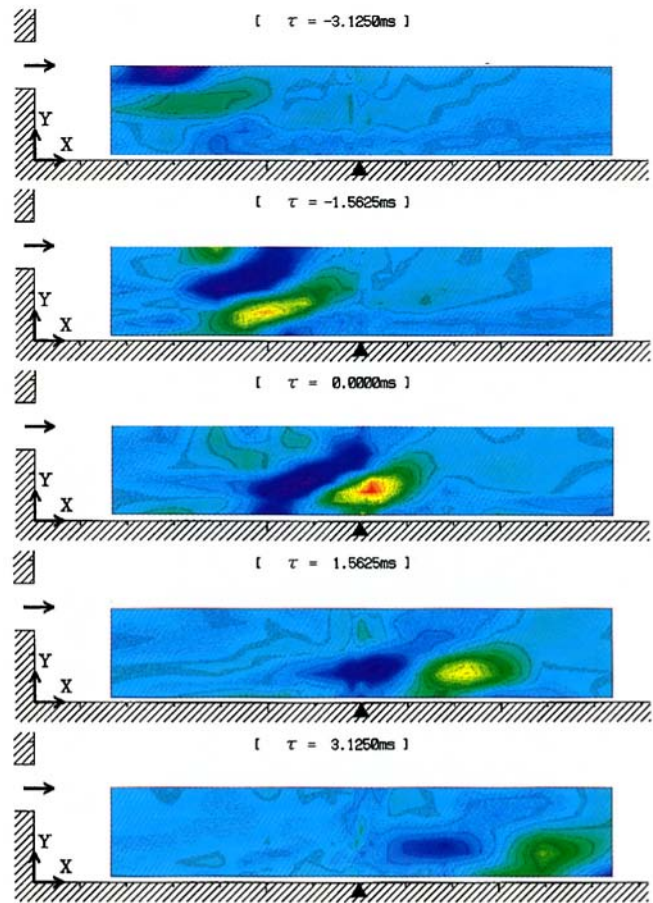 [ τ = -3.1250ms ]
Y
X
[ τ = -1.5625ms ]
Y
X
[ τ = 0.0000ms ]
Y
X
[ τ = 1.5625ms ]
Y
X
[ τ = 3.1250ms ]
Y
X